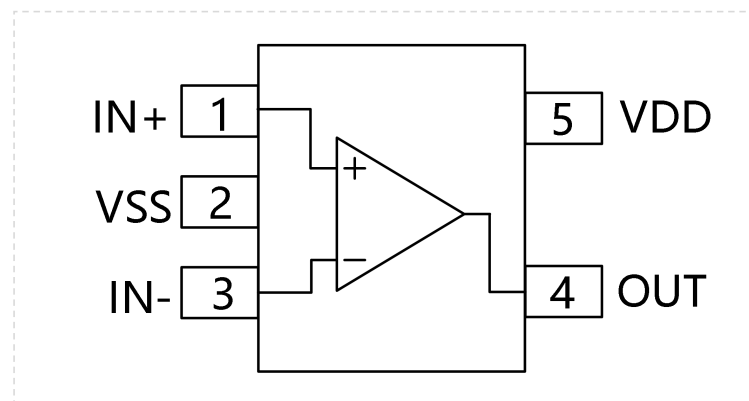 IN+ 1 5 VDD
+
VSS 2
−
IN- 3 4 OUT